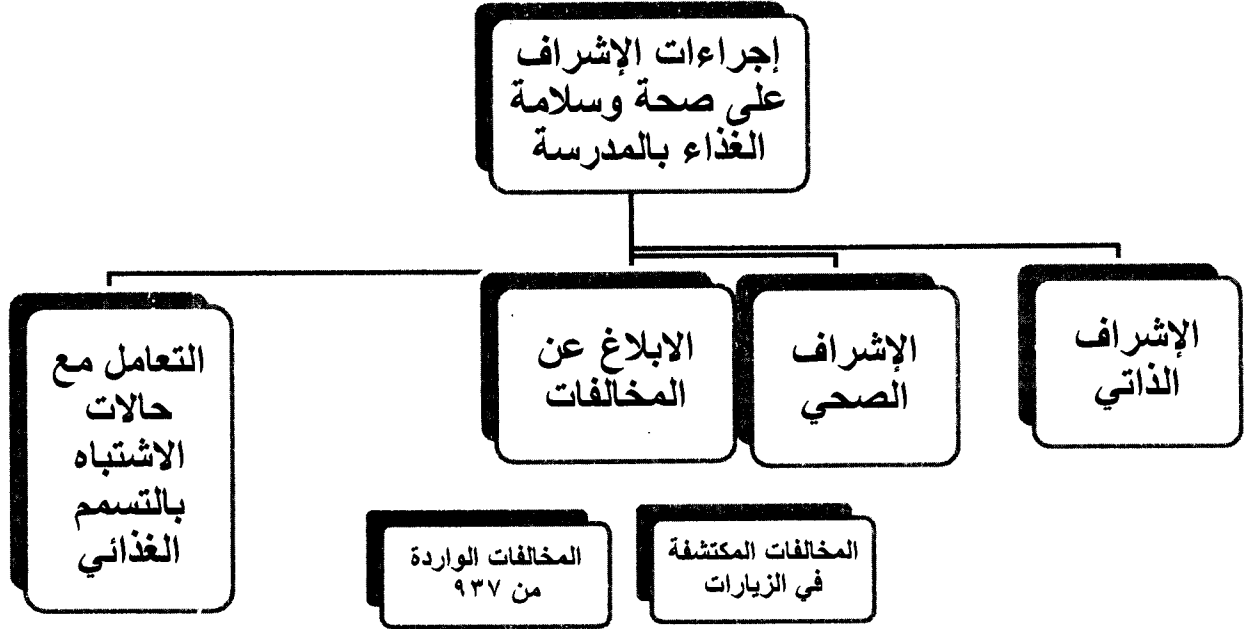 إجراءات الإشراف
على صحة وسلامة
الغذاء بالمدرسة
الإشراف
الذاتي
الإشراف
الصحي
الابلاغ عن
المخالفات
التعامل مع
حالات
الاشتباه
بالتسمم
الغذائي
المخالفات المكتشفة
في الزيارات
المخالفات الواردة
من ٩٣٧